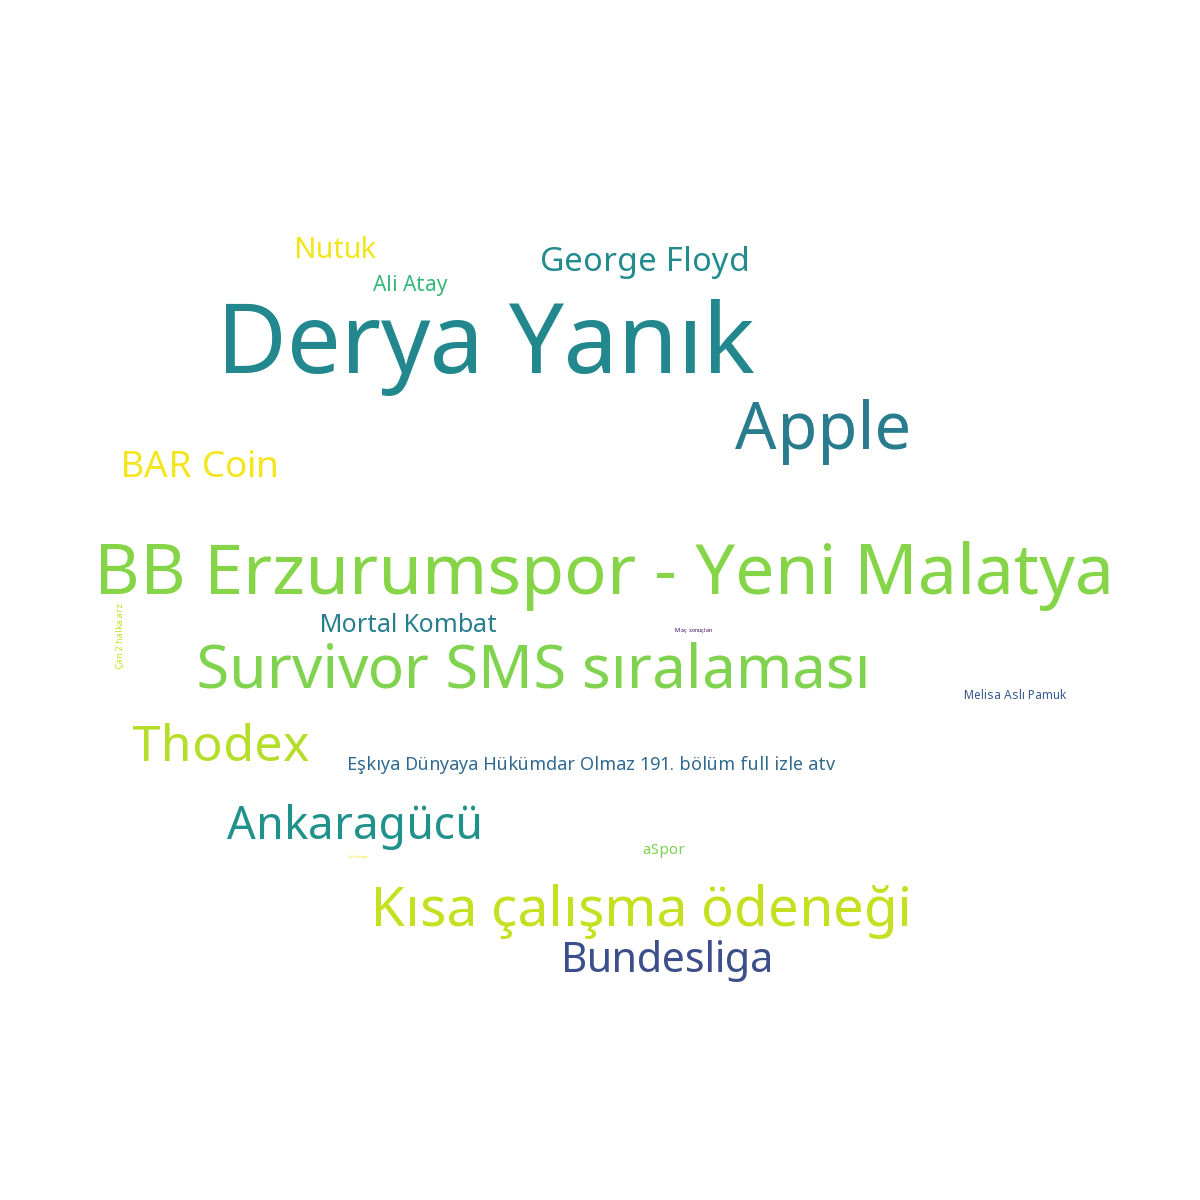 Nutuk
George Floyd
Ali Atay
Derya Yanık
Apple
BAR Coin
BB Erzurumspor - Yeni Malatya
Çan 2 halka arz
Mortal Kombat
Maç sonuçları
Survivor SMS sıralaması
Melisa Aslı Pamuk
Thodex
Eşkıya Dünyaya Hükümdar Olmaz 191. bölüm full izle atv
Ankaragücü
aSpor
Kısa çalışma ödeneği
Bundesliga